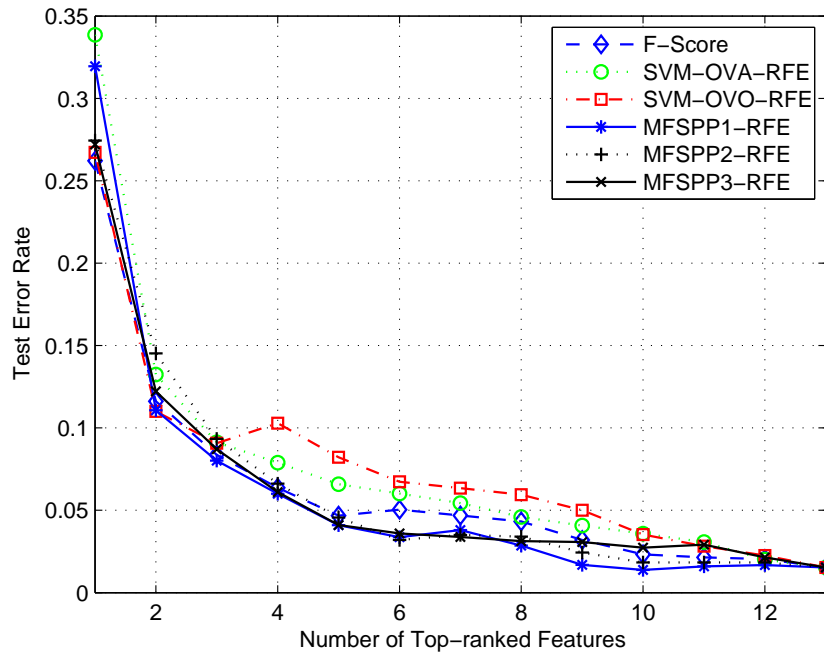 0.35
0.3
0.25
0.2
0.15
0.1
0.05
0
2
4
6
8
10
12
Test Error Rate
Number of Top−ranked Features
F−Score
SVM−OVA−RFE
SVM−OVO−RFE
MFSPP1−RFE
MFSPP2−RFE
MFSPP3−RFE